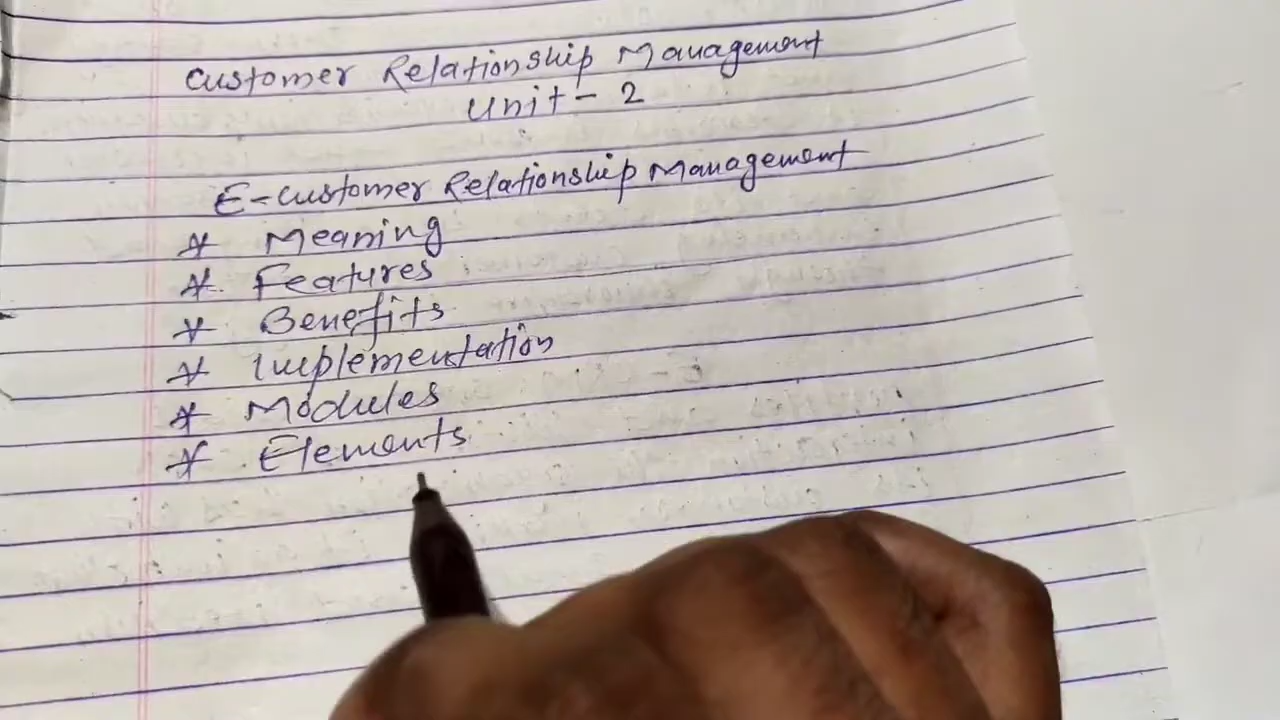 Customer Relationship Management
Unit - 2
E-customer Relationship Management
* Meaning
* Features
* Benefits
* Implementation
* Modules
* Elements